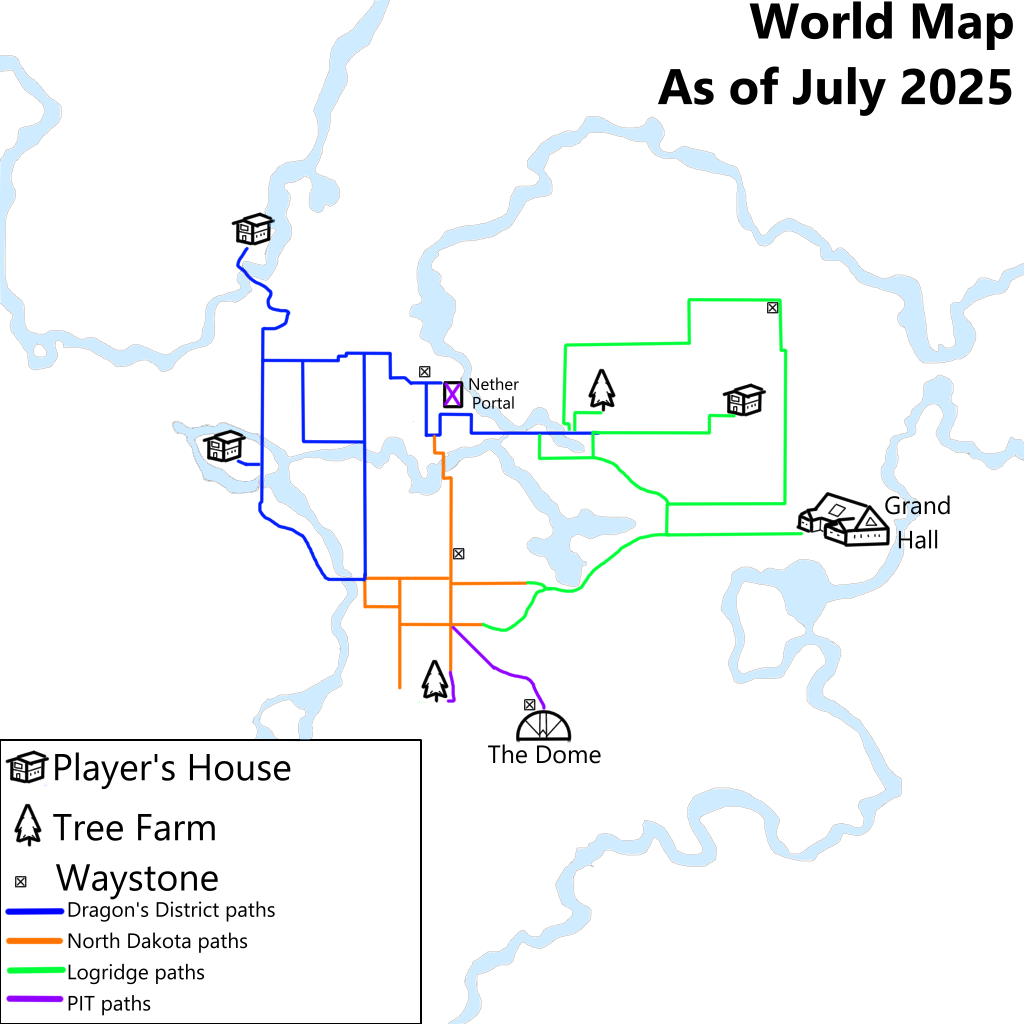 World Map
As of July 2025
Nether
Portal
Grand
Hall
The Dome
Player's House
Tree Farm
Waystone
Dragon's District paths
North Dakota paths
Logridge paths
PIT paths